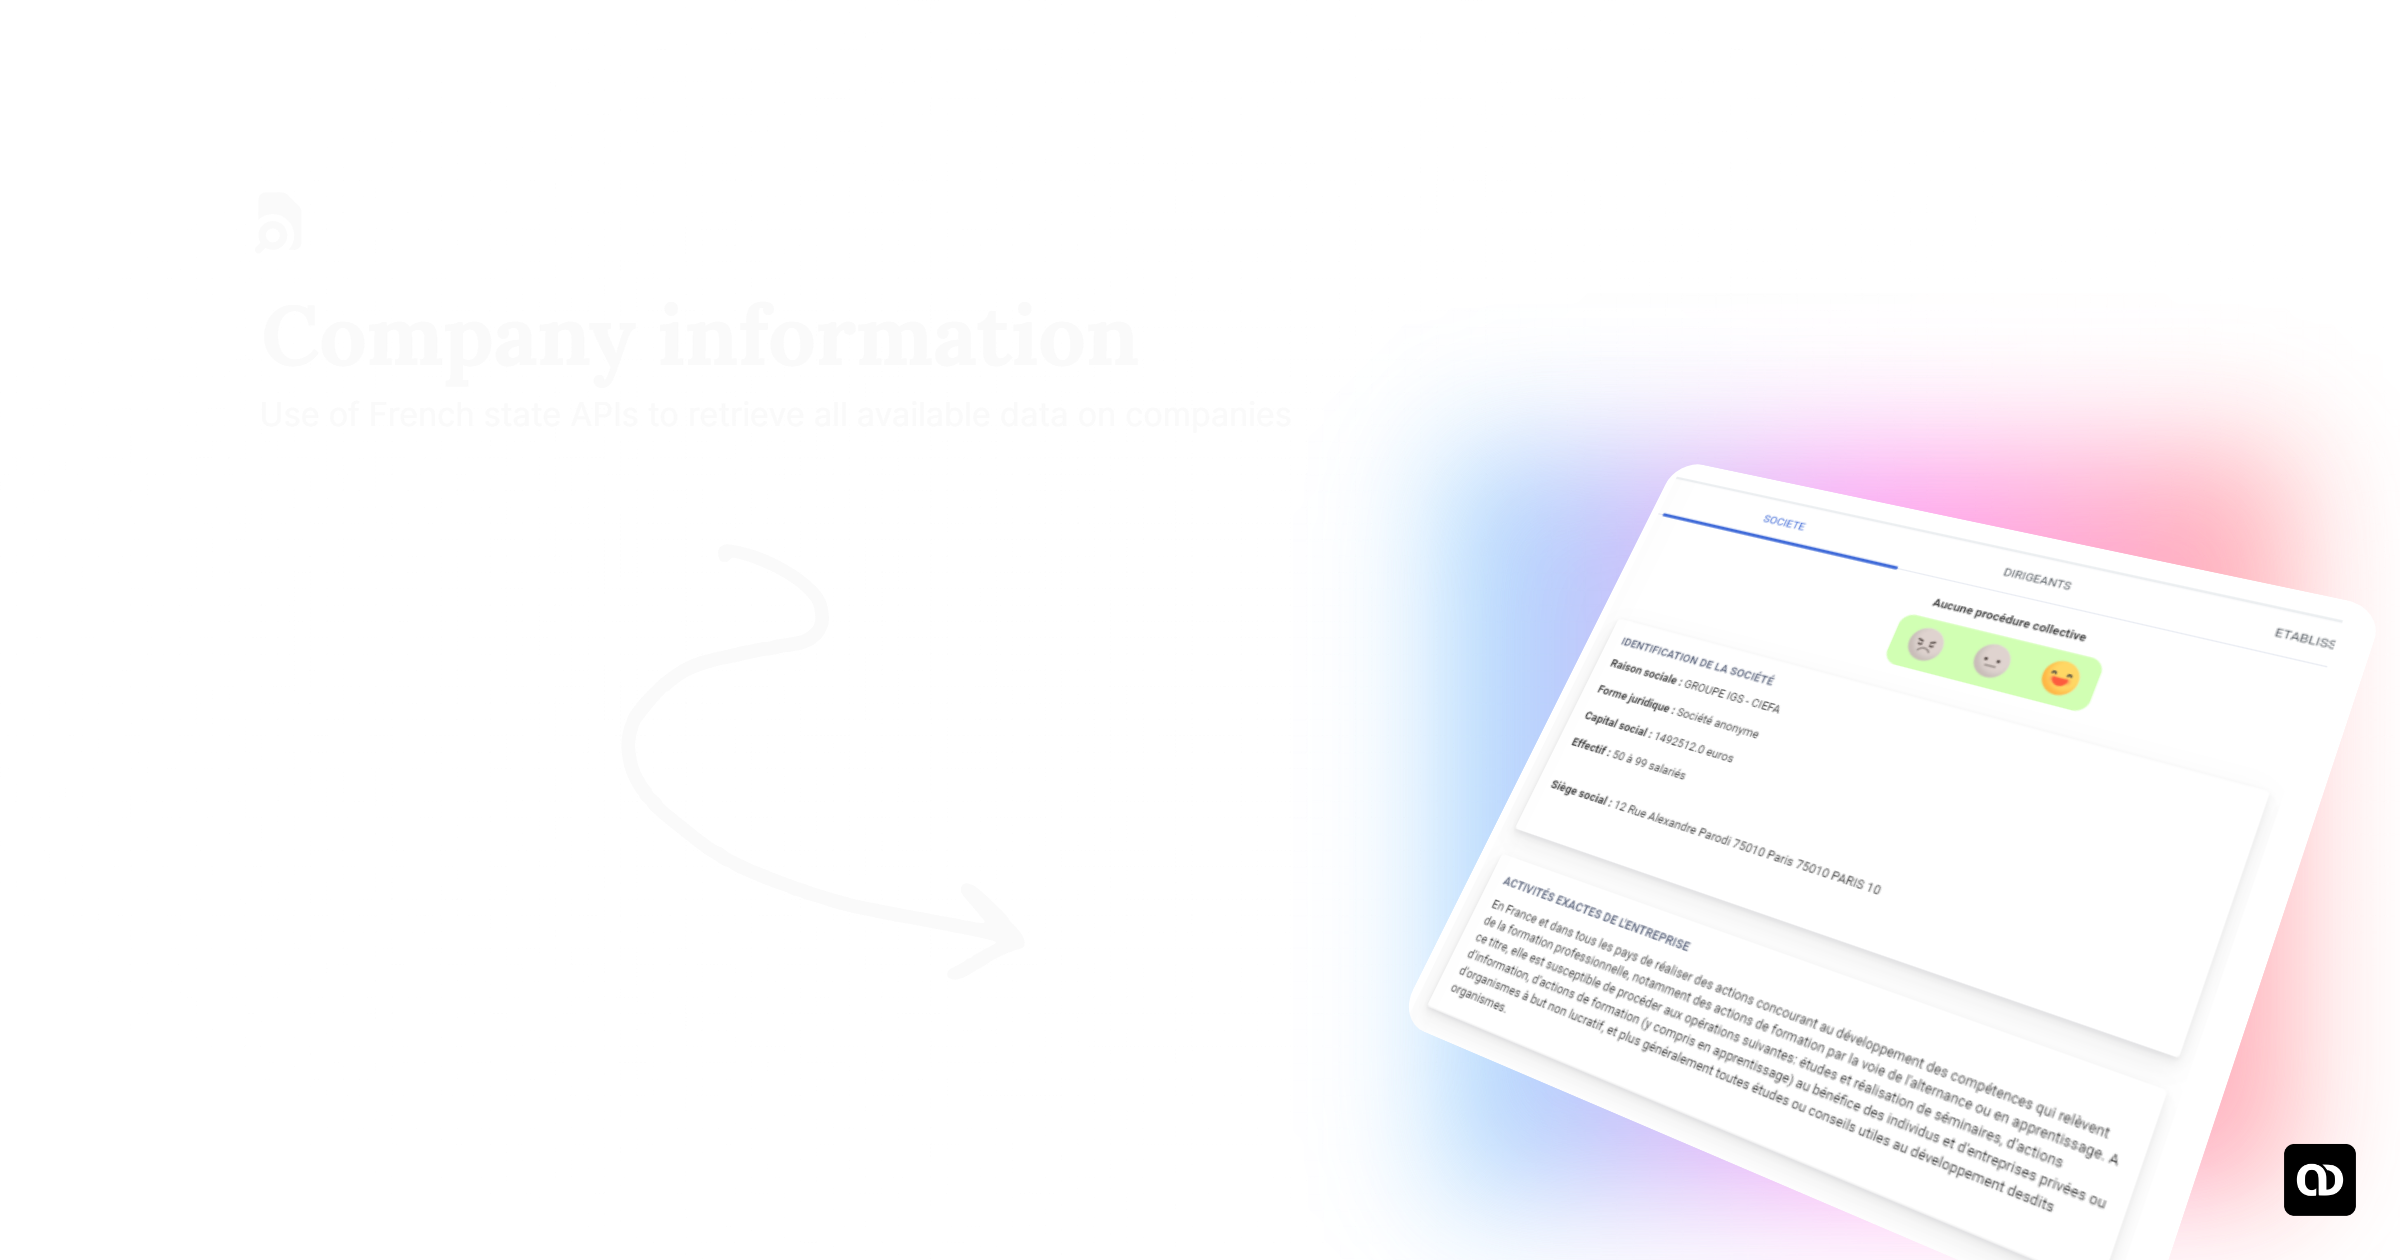 Company information
Use of French state APIs to retrieve all available data on companies
SOCIETE
DIRIGEANTS
ETABLISS
Aucune procédure collective
IDENTIFICATION DE LA SOCIÉTÉ
Raison sociale : GROUPE IGS - CIEFA
Forme juridique : Société anonyme
Capital social : 1492512.0 euros
Effectif : 50 à 99 salariés
Siège social : 12 Rue Alexandre Parodi 75010 Paris 75010 PARIS 10
ACTIVITÉS EXACTES DE L'ENTREPRISE
En France et dans tous les pays de réaliser des actions concourant au développement des compétences qui relèvent
de la formation professionnelle, notamment des actions de formation par la voie de l'alternance ou en apprentissage. A
ce titre, elle est susceptible de procéder aux opérations suivantes: études et réalisation de séminaires, d'actions
d'information, d'actions de formation (y compris en apprentissage) au bénéfice des individus et d'entreprises privées ou
d'organismes à but non lucratif, et plus généralement toutes études ou conseils utiles au développement desdits
organismes.